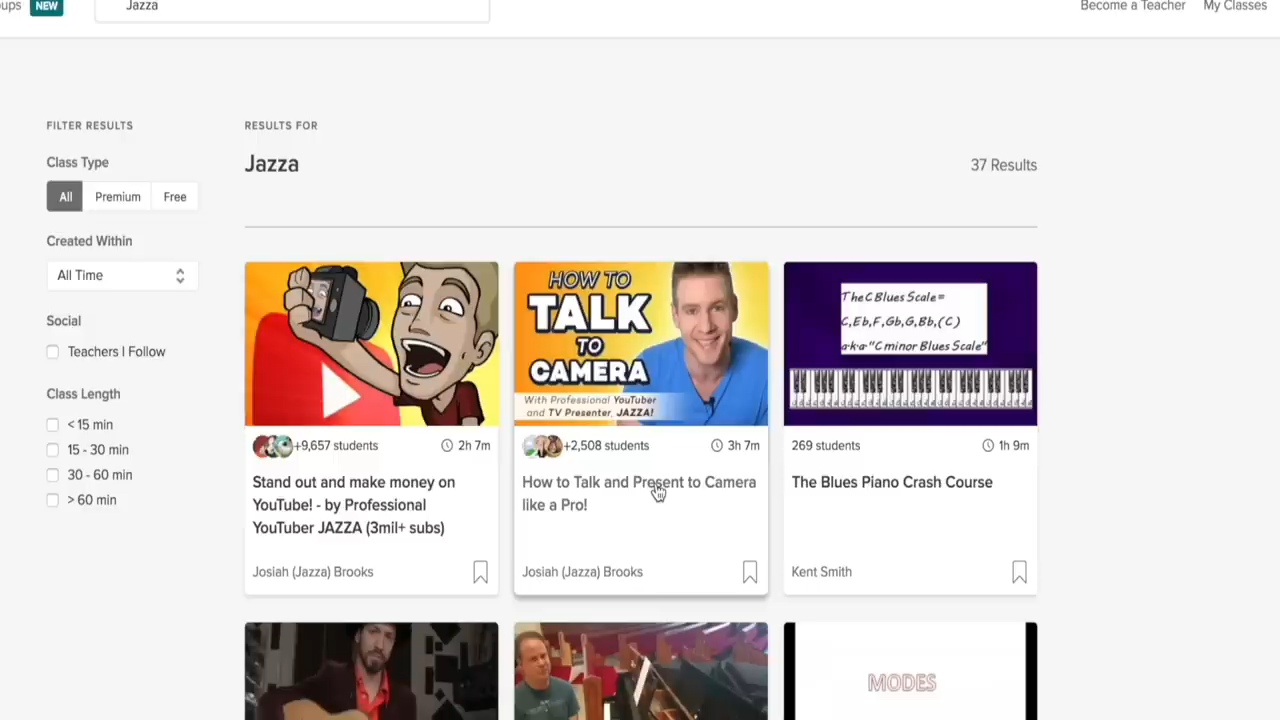 ups NEW
Jazza
Become a Teacher My Classes
FILTER RESULTS
Class Type
All Premium Free
Created Within
All Time
Social
Teachers I Follow
Class Length
< 15 min
15 - 30 min
30 - 60 min
> 60 min
RESULTS FOR
Jazza
37 Results
+9,657 students 2h 7m
Stand out and make money on
YouTube! - by Professional
YouTuber JAZZA (3mil+ subs)
Josiah (Jazza) Brooks
HOW TO
TALK
TO
CAMERA
With Professional YouTuber
and TV Presenter, JAZZA!
+2,508 students 3h 7m
How to Talk and Present to Camera
like a Pro!
Josiah (Jazza) Brooks
The C Blues Scale =
C,Eb,F,Gb,G,Bb,(C)
a.k.a "C minor Blues Scale"
269 students 1h 9m
The Blues Piano Crash Course
Kent Smith
MODES